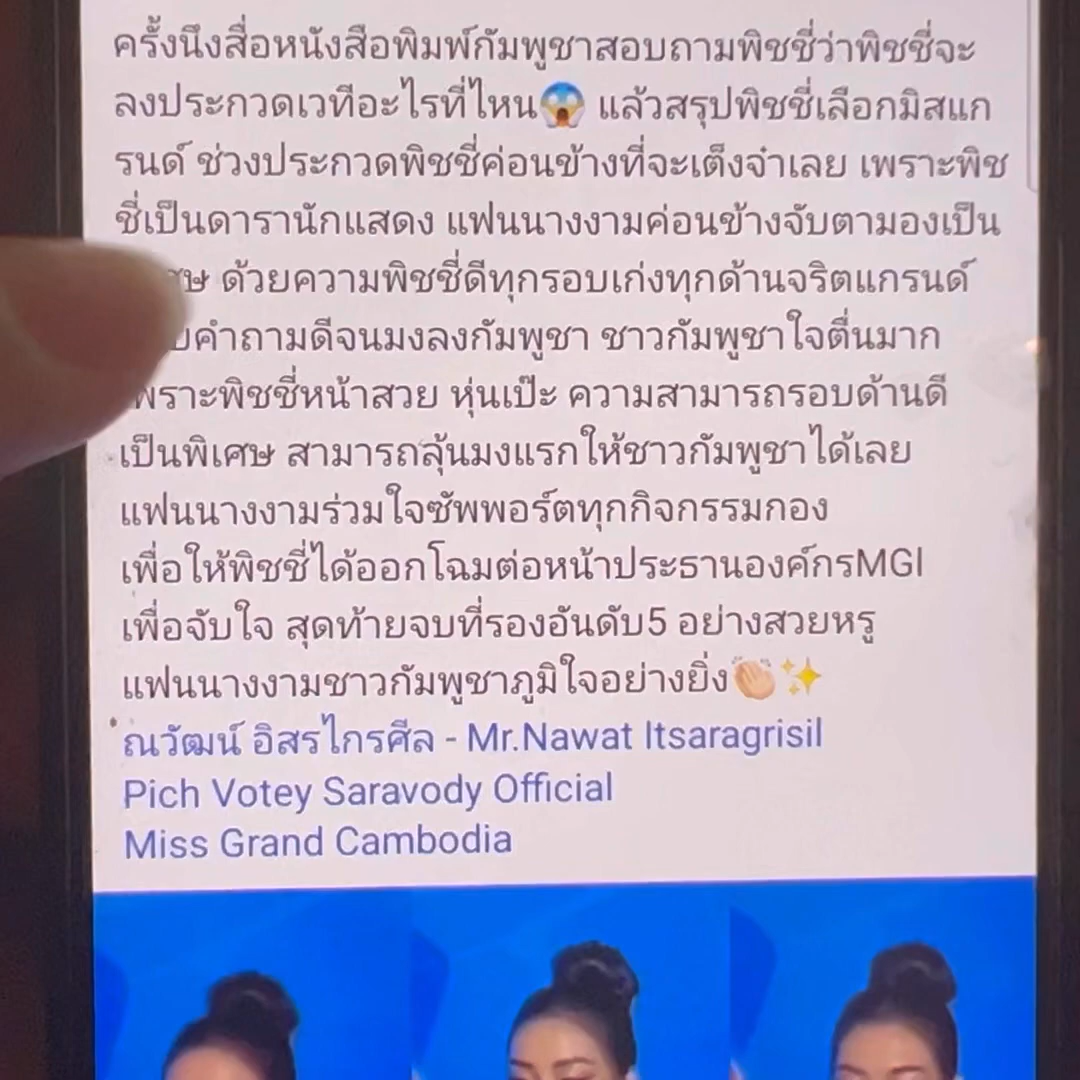 ครั้งนึงสื่อหนังสือพิมพ์กัมพูชาสอบถามพิชชี่ว่าพิชชี่จะ
ลงประกวดเวทีอะไรที่ไหน😱 แล้วสรุปพิชชี่เลือกมิสแก
รนด์ ช่วงประกวดพิชชี่ค่อนข้างที่จะเต็งจ๋าเลย เพราะพิช
ชี่เป็นดารานักแสดง แฟนนางงามค่อนข้างจับตามองเป็น
ด้วยความพิชชี่ดีทุกรอบเก่งทุกด้านจริตแกรนด์
คำถามดีจนมงลงกัมพูชา ชาวกัมพูชาใจตื่นมาก
พราะพิชชี่หน้าสวย หุ่นเป๊ะ ความสามารถรอบด้านดี
เป็นพิเศษ สามารถลุ้นมงแรกให้ชาวกัมพูชาได้เลย
แฟนนางงามร่วมใจซัพพอร์ตทุกกิจกรรมกอง
เพื่อให้พิชชี่ได้ออกโฉมต่อหน้าประธานองค์กรMGI
เพื่อจับใจ สุดท้ายจบที่รองอันดับ5 อย่างสวยหรู
แฟนนางงามชาวกัมพูชาภูมิใจอย่างยิ่ง👏🏻✨
ณวัฒน์ อิสรไกรศีล - Mr.Nawat Itsaragrisil
Pich Votey Saravody Official
Miss Grand Cambodia